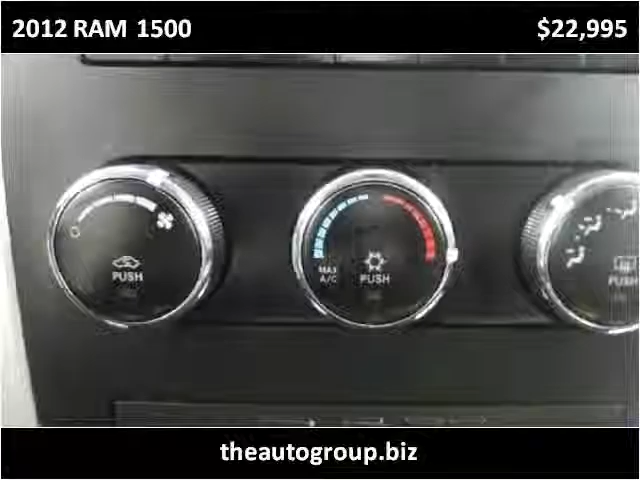 2012 RAM 1500
$22,995
O
PUSH
MAX
A/C
PUSH
PUSH
theautogroup.biz